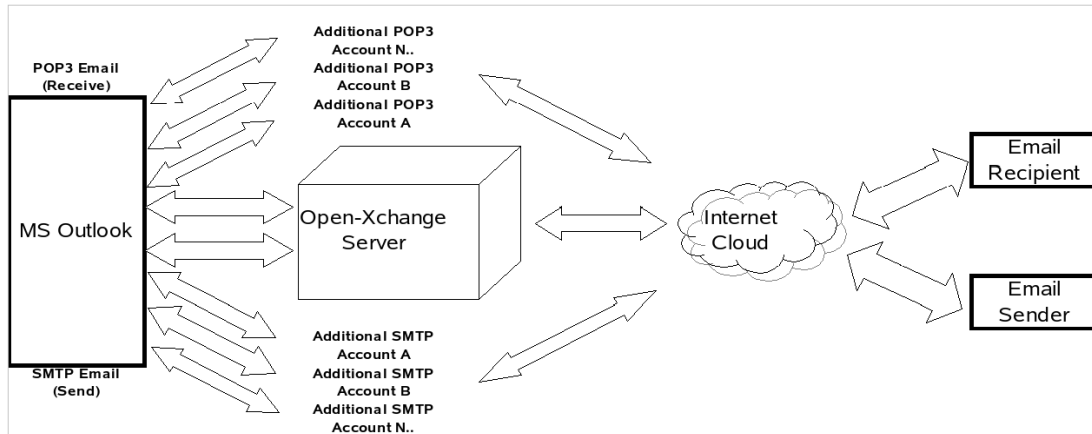 Additional POP3
Account N..
POP3 Email
(Receive)
Additional POP3
Account B
Additional POP3
Account A
MS Outlook
Open-Xchange
Server
Internet
Cloud
Email
Recipient
Email
Sender
Additional SMTP
Account A
SMTP Email
(Send)
Additional SMTP
Account B
Additional SMTP
Account N..